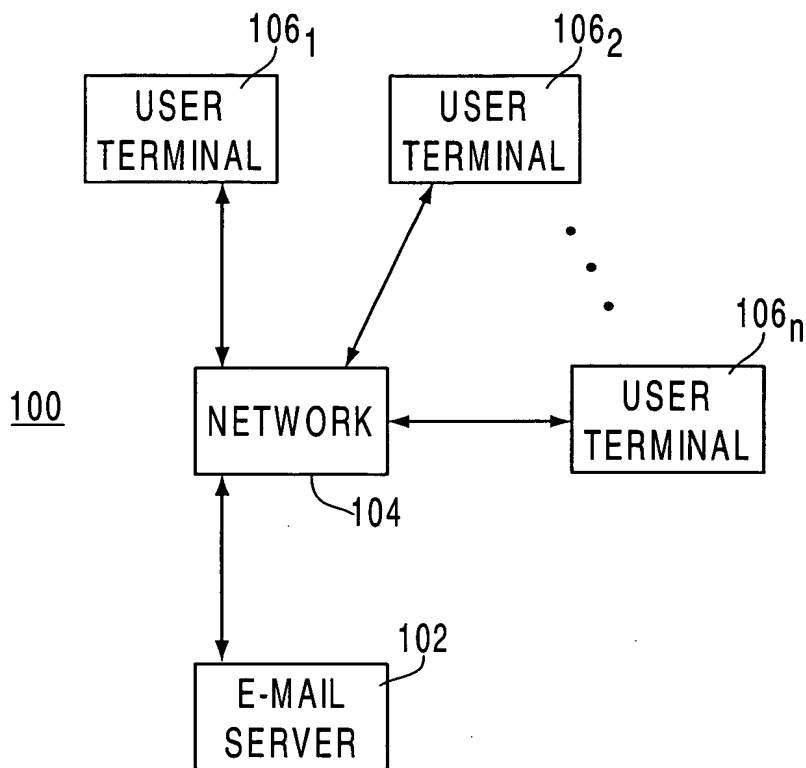 106₁
106₂
USER
TERMINAL
USER
TERMINAL
106ₙ
100
NETWORK
USER
TERMINAL
104
102
E-MAIL
SERVER